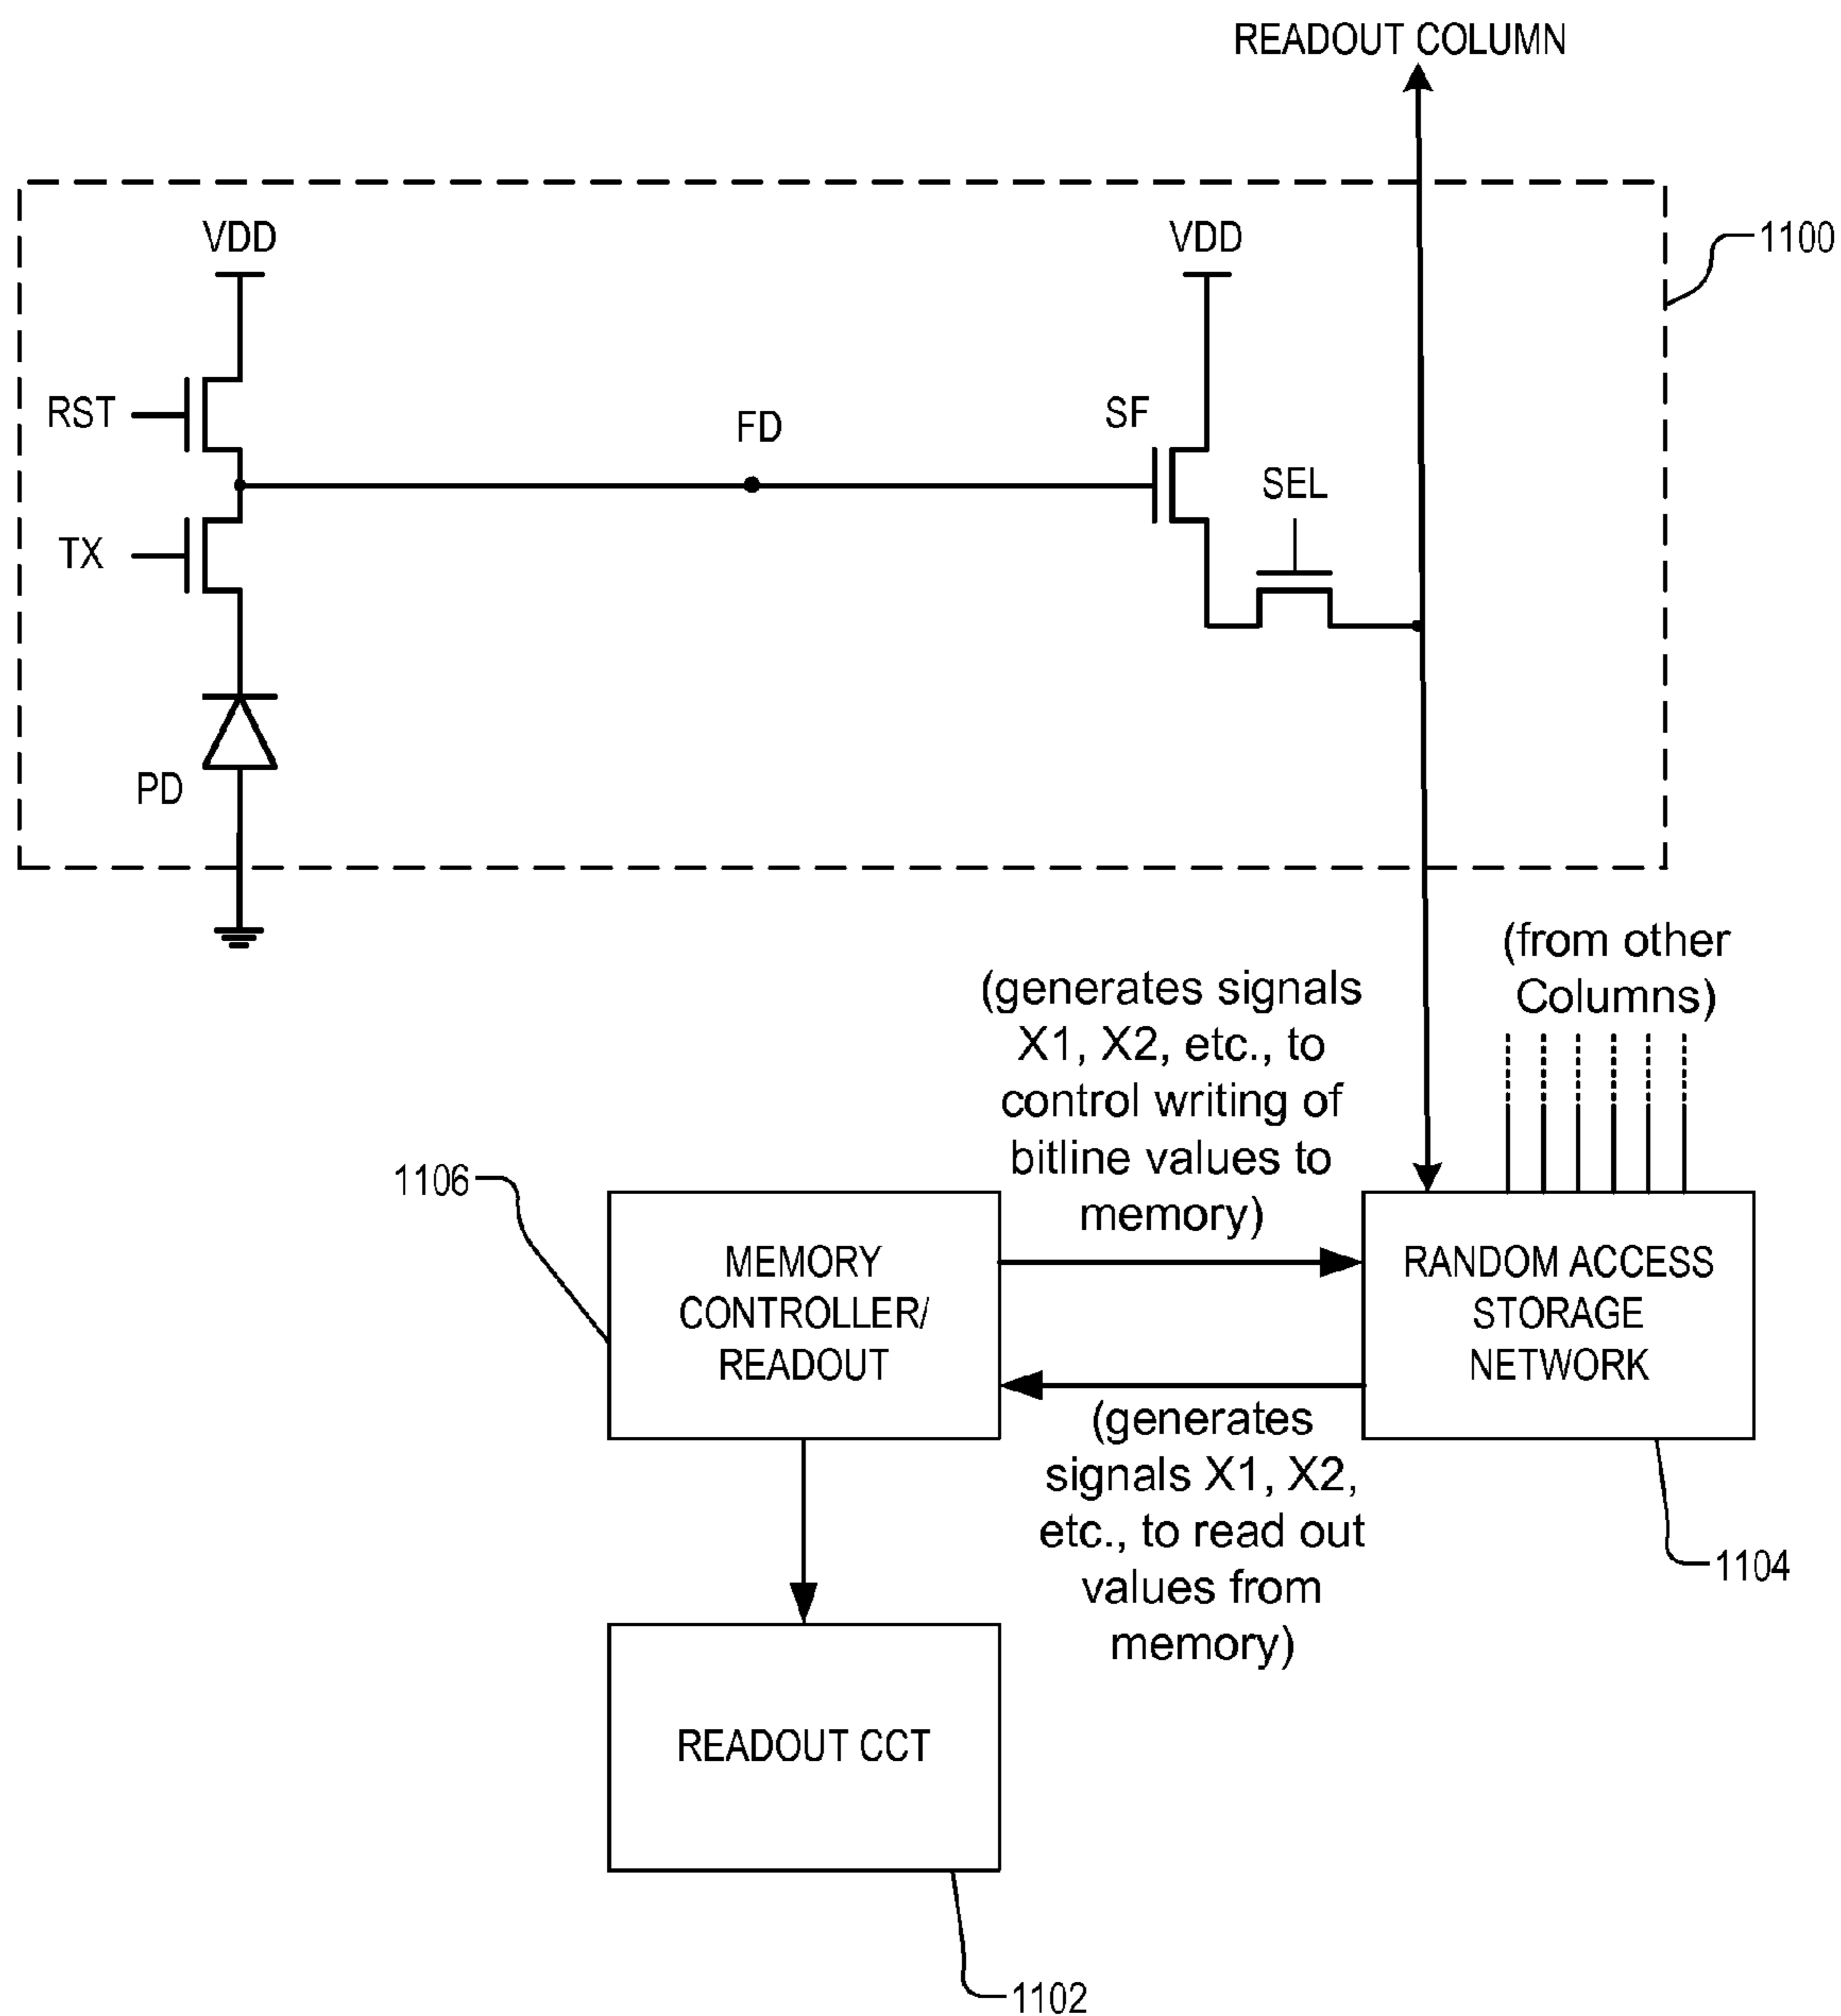 READOUT COLUMN
VDD
VDD
1100
RST
FD
SF
SEL
TX
PD
(from other
Columns)
(generates signals
X1, X2, etc., to
control writing of
bitline values to
memory)
1106
MEMORY
CONTROLLER/
READOUT
RANDOM ACCESS
STORAGE
NETWORK
(generates
signals X1, X2,
etc., to read out
values from
memory)
1104
READOUT CCT
1102